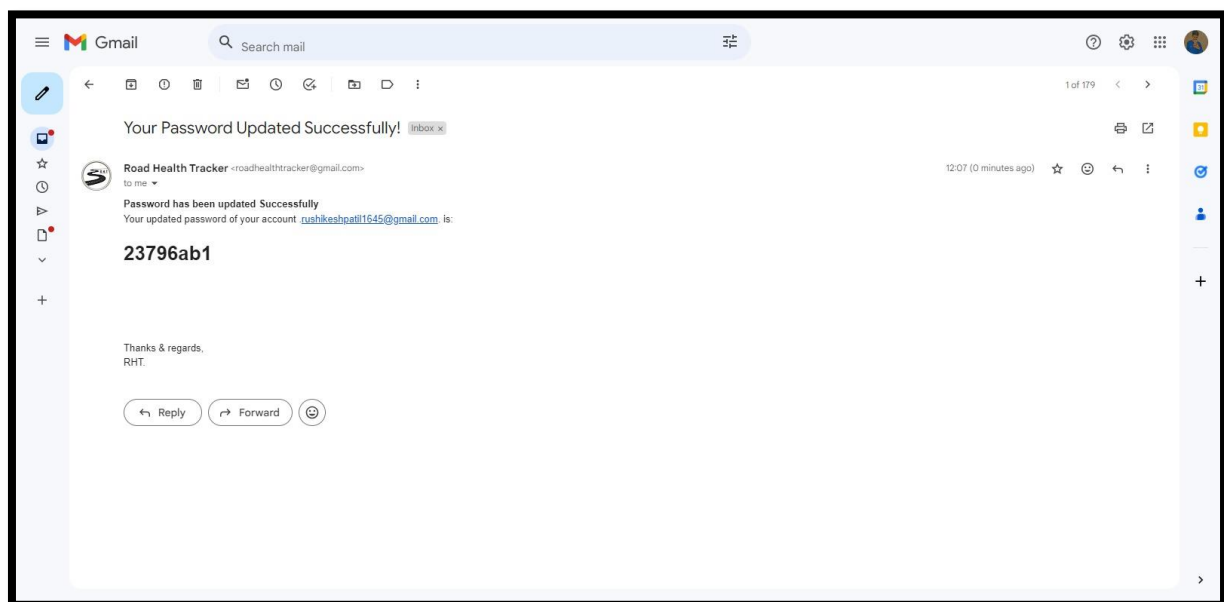 Gmail
Search mail
1 of 179
Your Password Updated Successfully! Inbox x
Road Health Tracker <roadhealthtracker@gmail.com>
12:07 (0 minutes ago)
to me
Password has been updated Successfully
Your updated password of your account .rushikeshpatil1645@gmail.com. is:
23796ab1
Thanks & regards,
RHT.
Reply Forward
31